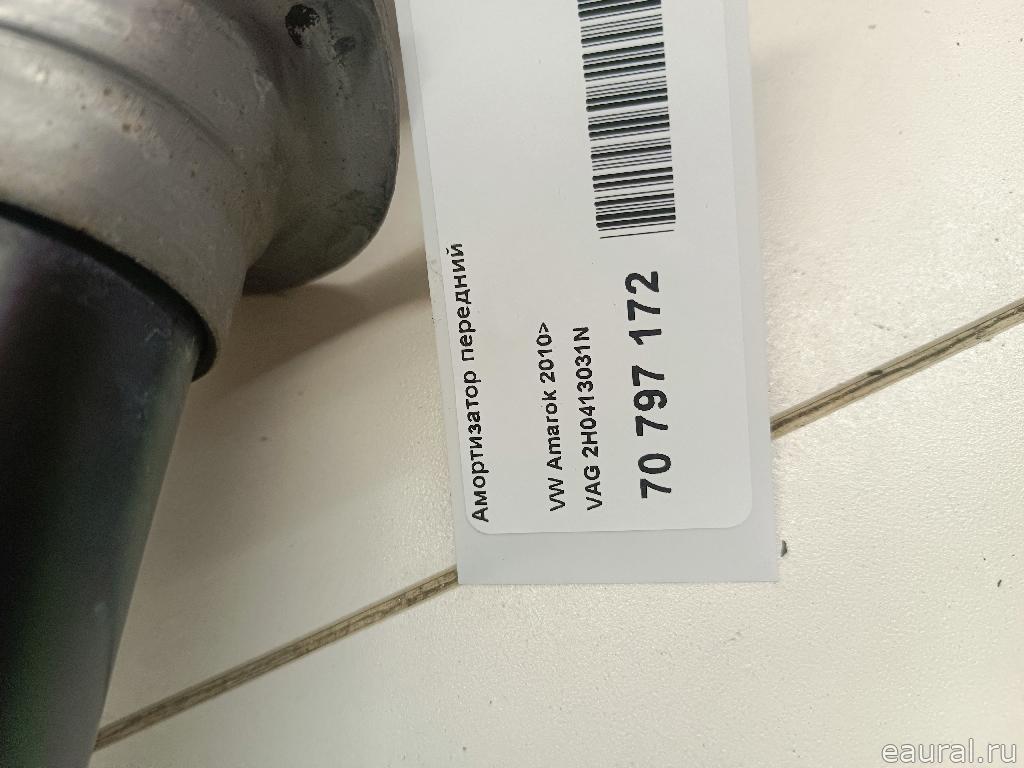 Амортизатор передний
VW Amarok 2010>
VAG 2H0413031N
70 797 172
eaural.ru